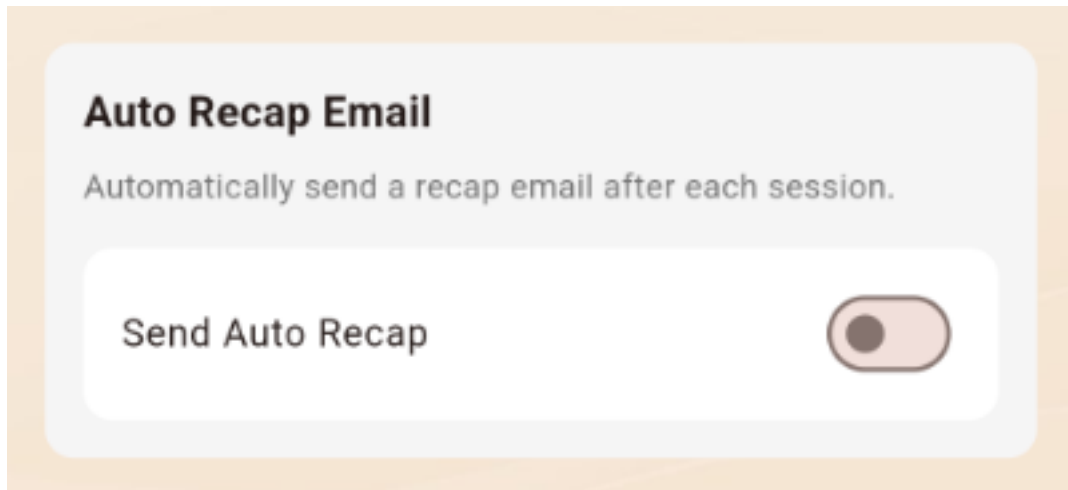 Auto Recap Email
Automatically send a recap email after each session.
Send Auto Recap